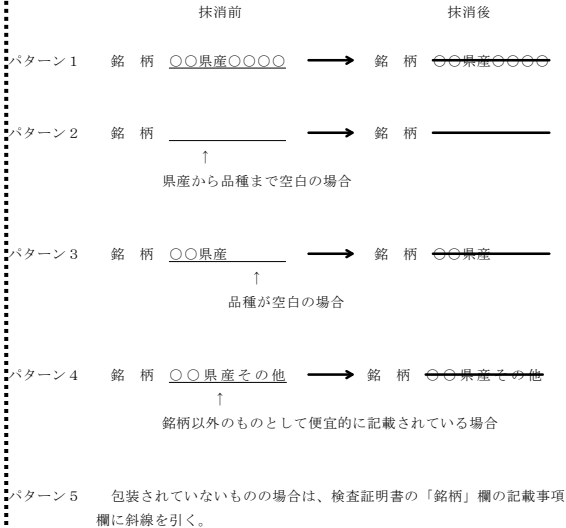 抹消前　抹消後
パターン１　銘　柄　○○県産○○○○　→　銘　柄　○○県産○○○○
パターン２　銘　柄　→　銘　柄
↑
県産から品種まで空白の場合
パターン３　銘　柄　○○県産　→　銘　柄　○○県産
↑
品種が空白の場合
パターン４　銘　柄　○○県産その他　→　銘　柄　○○県産その他
↑
銘柄以外のものとして便宜的に記載されている場合
パターン５　包装されていないものの場合は、検査証明書の「銘柄」欄の記載事項
欄に斜線を引く。